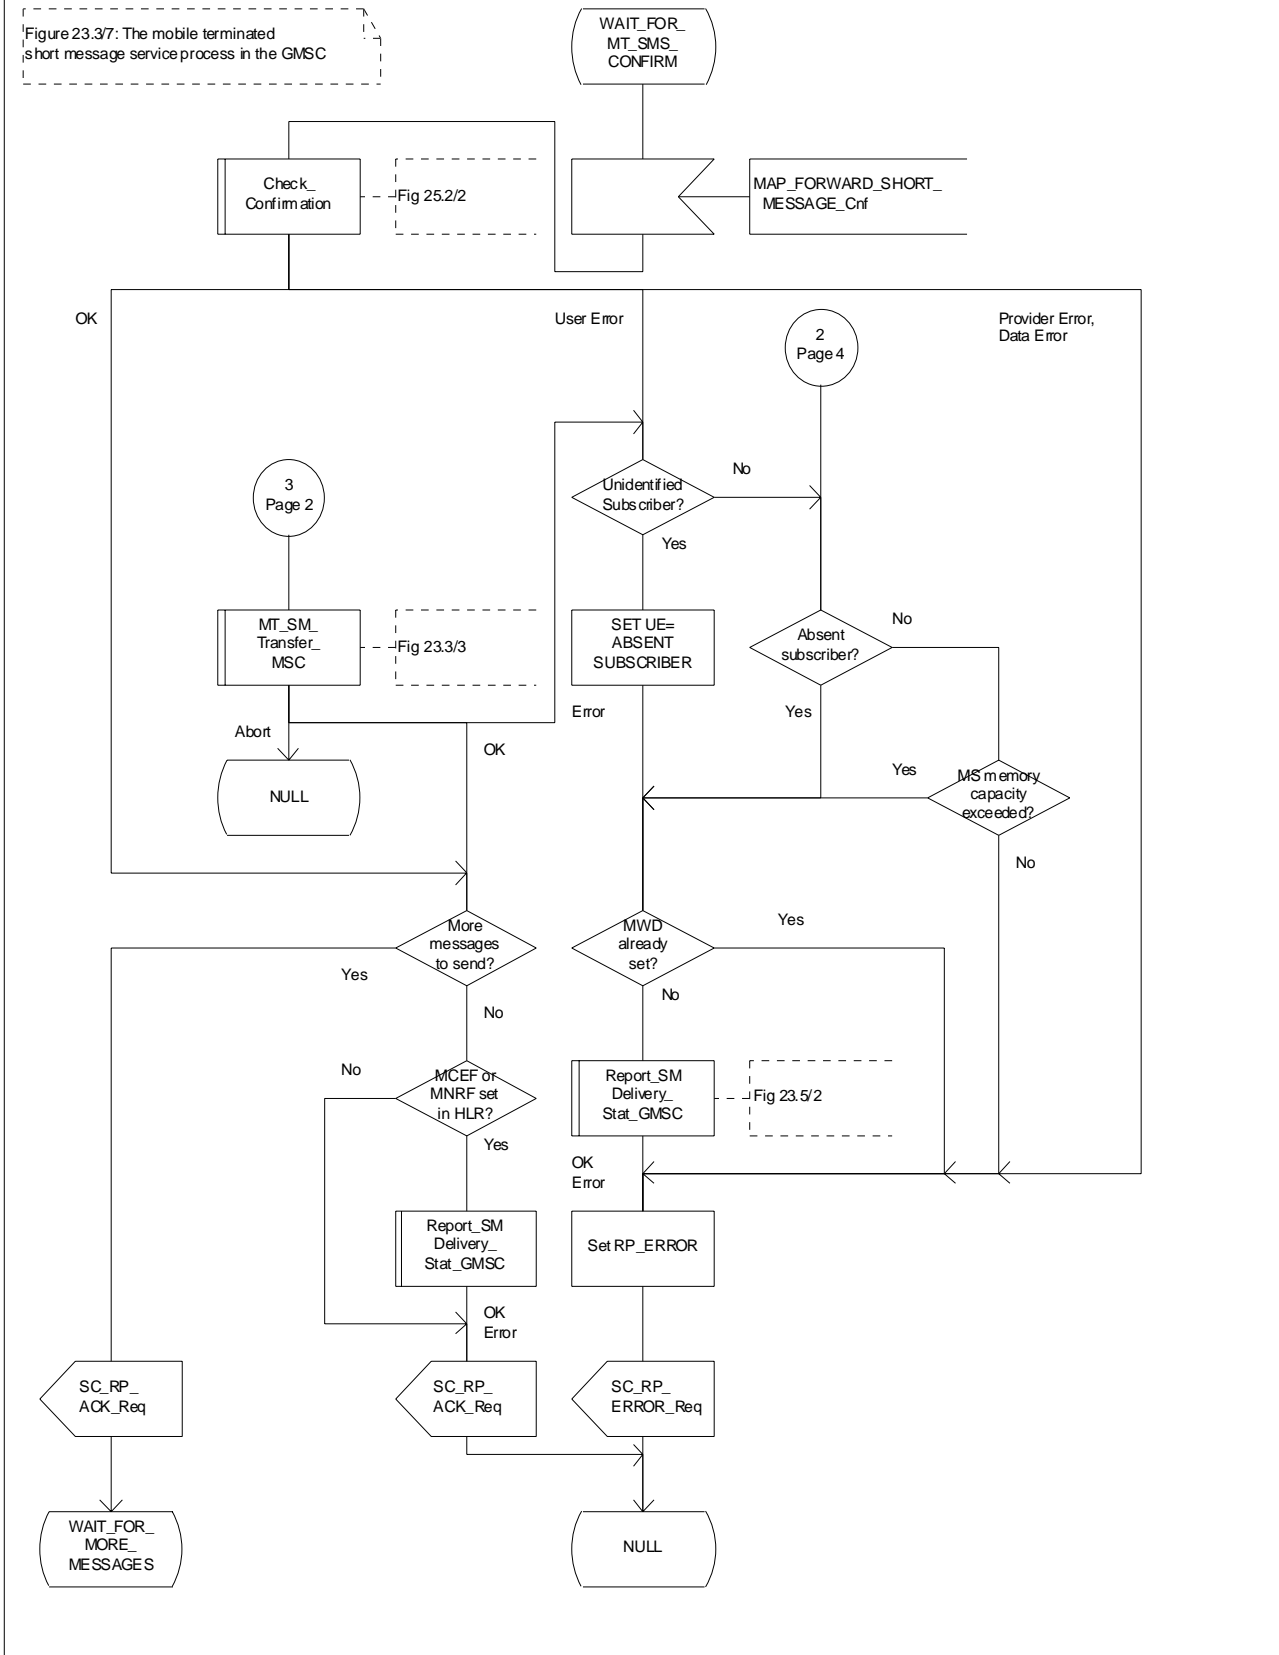 Figure 23.3/7: The mobile terminated
short message service process in the GMSC
WAIT_FOR_
MT_SMS_
CONFIRM
Check_
Confirmation
Fig 25.2/2
MAP_FORWARD_SHORT_
MESSAGE_Cnf
OK
User Error
Provider Error,
Data Error
2
Page 4
3
Page 2
Unidentified
Subscriber?
No
Yes
MT_SM_
Transfer_
MSC
Fig 23.3/3
SET UE=
ABSENT
SUBSCRIBER
Absent
subscriber?
No
Abort
OK
Error
Yes
NULL
Yes
MS memory
capacity
exceeded?
No
More
messages
to send?
Yes
No
MWD
already
set?
Yes
No
No
MCEF or
MNRF set
in HLR?
Yes
Report_SM
Delivery_
Stat_GMSC
Fig 23.5/2
OK
Error
Report_SM
Delivery_
Stat_GMSC
Set RP_ERROR
OK
Error
SC_RP_
ACK_Req
SC_RP_
ACK_Req
SC_RP_
ERROR_Req
WAIT_FOR_
MORE_
MESSAGES
NULL